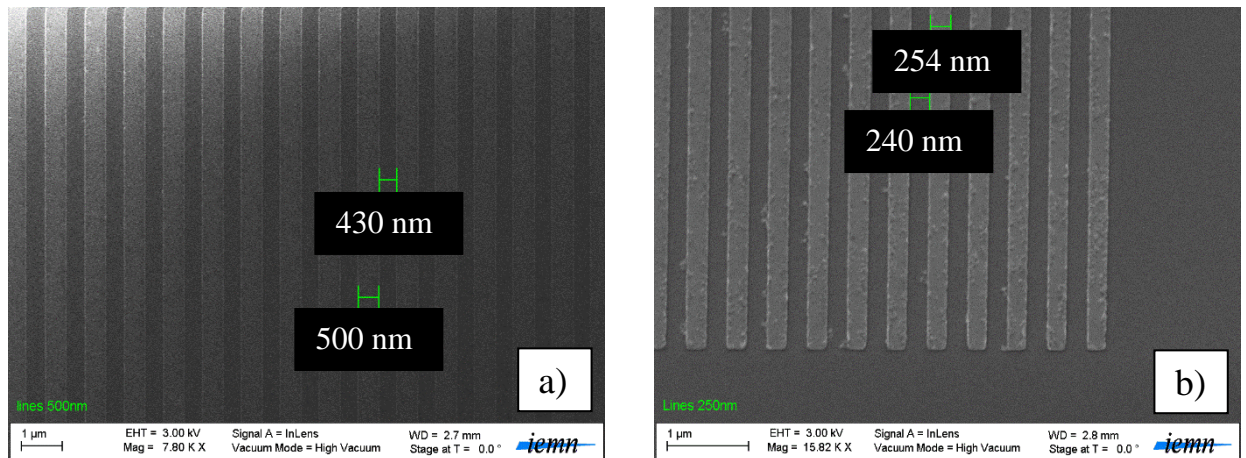 430 nm
500 nm
a)
lines 500nm
1 µm
EHT = 3.00 kV
Mag = 7.80 K X
Signal A = InLens
Vacuum Mode = High Vacuum
WD = 2.7 mm
Stage at T = 0.0 °
iemn
254 nm
240 nm
b)
Lines 250nm
1 µm
EHT = 3.00 kV
Mag = 15.82 K X
Signal A = InLens
Vacuum Mode = High Vacuum
WD = 2.8 mm
Stage at T = 0.0 °
iemn